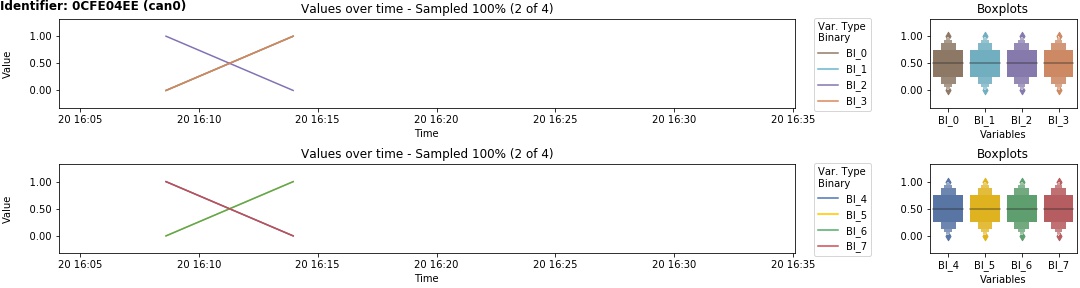 Identifier: 0CFE04EE (can0)
Values over time - Sampled 100% (2 of 4)
Value
1.00
0.50
0.00
20 16:05 20 16:10 20 16:15 20 16:20 20 16:25 20 16:30 20 16:35
Time
Var. Type
Binary
BI_0
BI_1
BI_2
BI_3
Boxplots
1.00
0.50
0.00
BI_0 BI_1 BI_2 BI_3
Variables
Values over time - Sampled 100% (2 of 4)
Value
1.00
0.50
0.00
20 16:05 20 16:10 20 16:15 20 16:20 20 16:25 20 16:30 20 16:35
Time
Var. Type
Binary
BI_4
BI_5
BI_6
BI_7
Boxplots
1.00
0.50
0.00
BI_4 BI_5 BI_6 BI_7
Variables